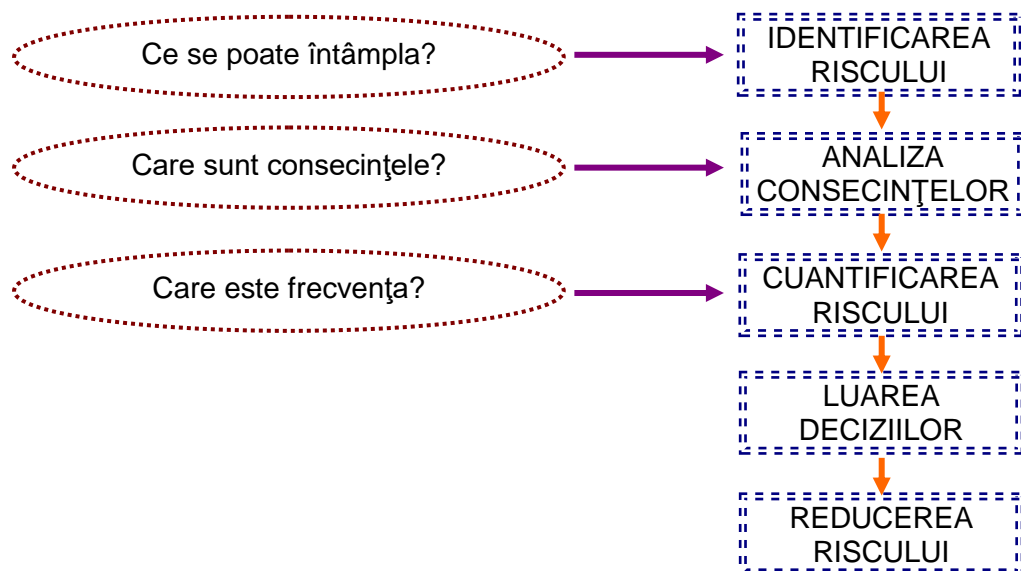 Ce se poate întâmpla?
IDENTIFICAREA
RISCULUI
Care sunt consecinţele?
ANALIZA
CONSECINŢELOR
Care este frecvenţa?
CUANTIFICAREA
RISCULUI
LUAREA
DECIZIILOR
REDUCEREA
RISCULUI